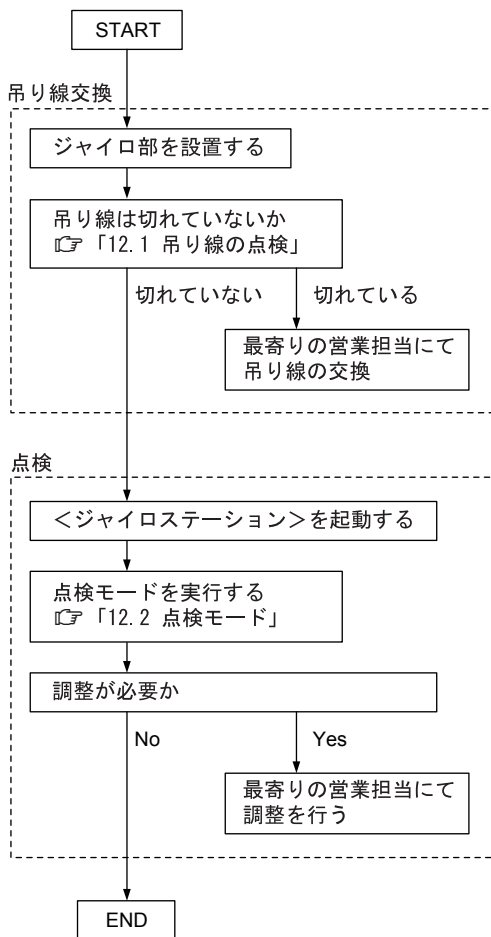 START
吊り線交換
ジャイロ部を設置する
吊り線は切れていないか
☞「12.1 吊り線の点検」
切れていない
切れている
最寄りの営業担当にて
吊り線の交換
点検
<ジャイロステーション>を起動する
点検モードを実行する
☞「12.2 点検モード」
調整が必要か
No
Yes
最寄りの営業担当にて
調整を行う
END